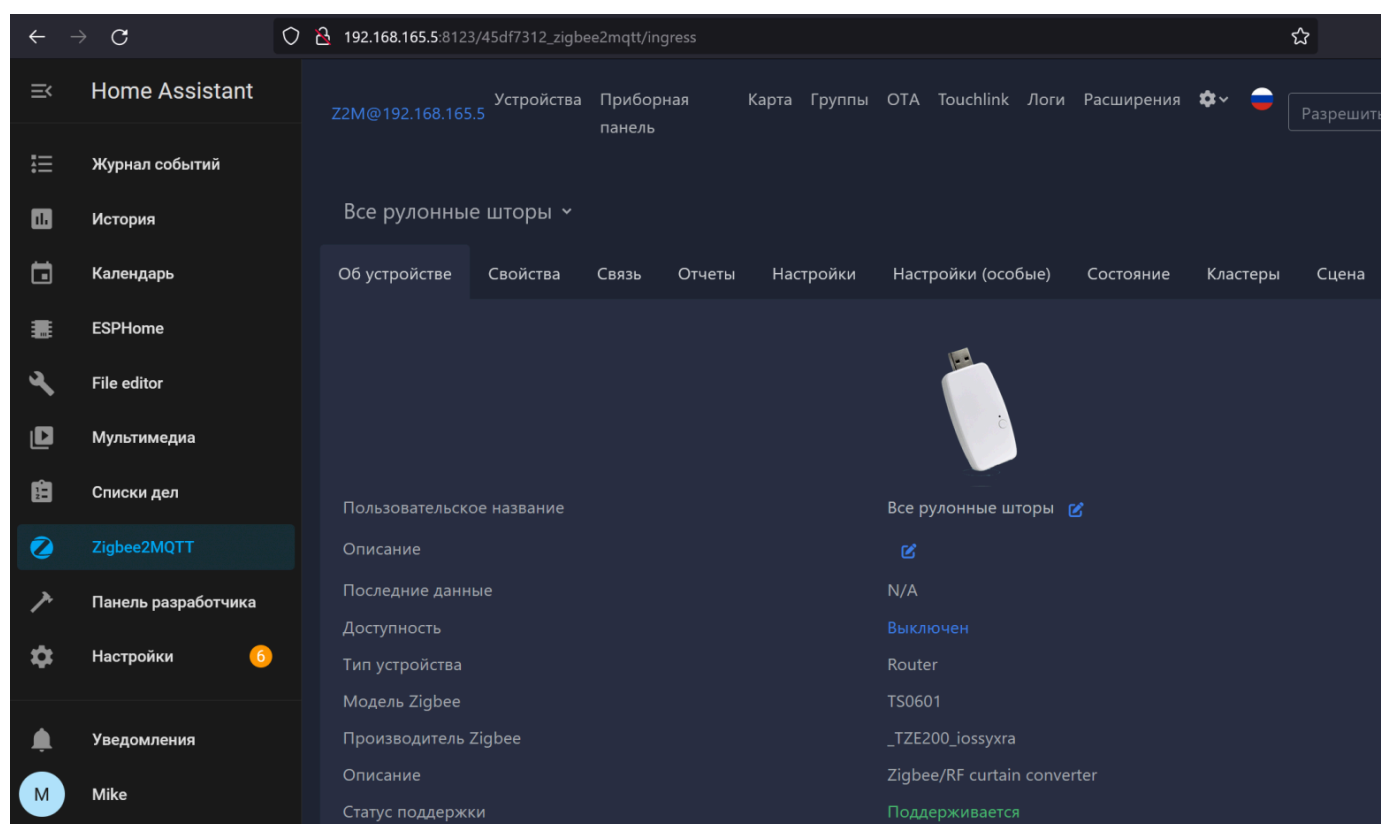 192.168.165.5:8123/45df7312_zigbee2mqtt/ingress
Home Assistant
Журнал событий
История
Календарь
ESPHome
File editor
Мультимедиа
Списки дел
Zigbee2MQTT
Панель разработчика
Настройки 6
Уведомления
M Mike
Z2M@192.168.165.5 Устройства Приборная панель Карта Группы OTA Touchlink Логи Расширения Разрешить
Все рулонные шторы
Об устройстве Свойства Связь Отчеты Настройки Настройки (особые) Состояние Кластеры Сцена
Пользовательское название Все рулонные шторы
Описание
Последние данные N/A
Доступность Выключен
Тип устройства Router
Модель Zigbee TS0601
Производитель Zigbee _TZE200_iossyxra
Описание Zigbee/RF curtain converter
Статус поддержки Поддерживается